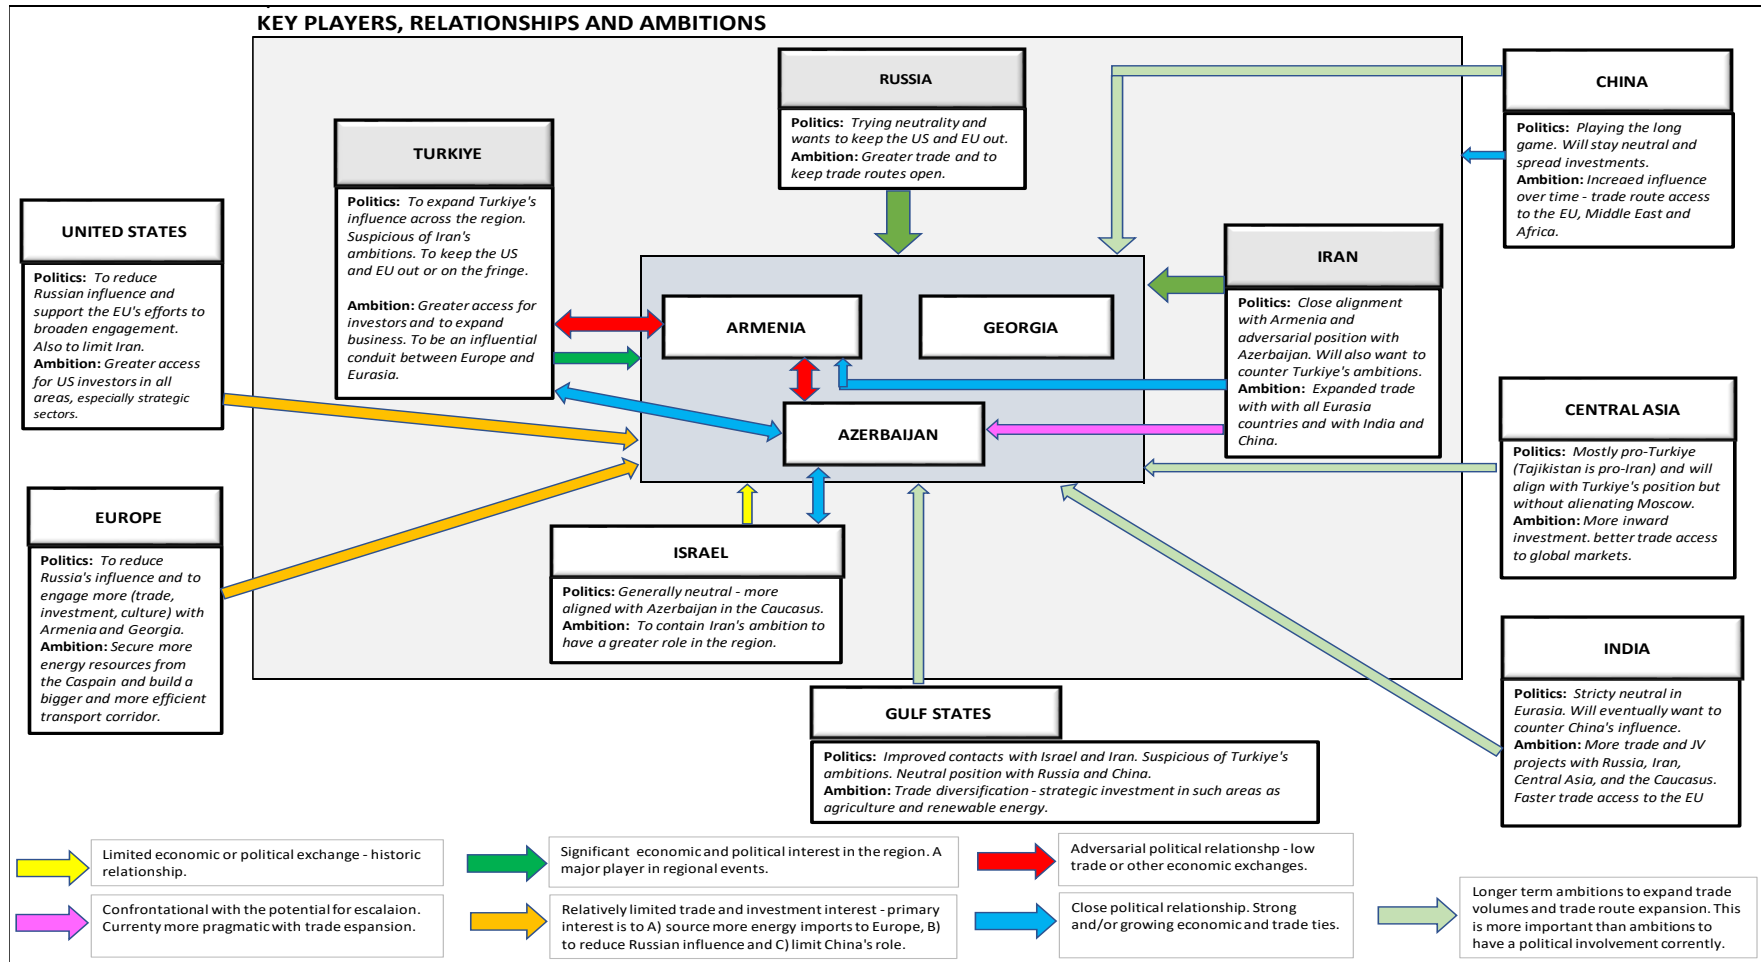 KEY PLAYERS, RELATIONSHIPS AND AMBITIONS
RUSSIA
Politics: Trying neutrality and
wants to keep the US and EU out.
Ambition: Greater trade and to
keep trade routes open.
CHINA
Politics: Playing the long
game. Will stay neutral and
spread investments.
Ambition: Increaed influence
over time - trade route access
to the EU, Middle East and
Africa.
TURKIYE
Politics: To expand Turkiye's
influence across the region.
Suspicious of Iran's
ambitions. To keep the US
and EU out or on the fringe.
Ambition: Greater access for
investors and to expand
business. To be an influential
conduit between Europe and
Eurasia.
UNITED STATES
Politics: To reduce
Russian influence and
support the EU's efforts to
broaden engagement.
Also to limit Iran.
Ambition: Greater access
for US investors in all
areas, especially strategic
sectors.
IRAN
Politics: Close alignment
with Armenia and
adversarial position with
Azerbaijan. Will also want to
counter Turkiye's ambitions.
Ambition: Expanded trade
with with all Eurasia
countries and with India and
China.
ARMENIA
GEORGIA
AZERBAIJAN
CENTRAL ASIA
Politics: Mostly pro-Turkiye
(Tajikistan is pro-Iran) and will
align with Turkiye's position but
without alienating Moscow.
Ambition: More inward
investment. better trade access
to global markets.
EUROPE
Politics: To reduce
Russia's influence and to
engage more (trade,
investment, culture) with
Armenia and Georgia.
Ambition: Secure more
energy resources from
the Caspain and build a
bigger and more efficient
transport corridor.
ISRAEL
Politics: Generally neutral - more
aligned with Azerbaijan in the Caucasus.
Ambition: To contain Iran's ambition to
have a greater role in the region.
INDIA
Politics: Stricty neutral in
Eurasia. Will eventually want to
counter China's influence.
Ambition: More trade and JV
projects with Russia, Iran,
Central Asia, and the Caucasus.
Faster trade access to the EU
GULF STATES
Politics: Improved contacts with Israel and Iran. Suspicious of Turkiye's
ambitions. Neutral position with Russia and China.
Ambition: Trade diversification - strategic investment in such areas as
agriculture and renewable energy.
Limited economic or political exchange - historic
relationship.
Significant economic and political interest in the region. A
major player in regional events.
Adversarial political relationshp - low
trade or other economic exchanges.
Confrontational with the potential for escalaion.
Currenty more pragmatic with trade espansion.
Relatively limited trade and investment interest - primary
interest is to A) source more energy imports to Europe, B)
to reduce Russian influence and C) limit China's role.
Close political relationship. Strong
and/or growing economic and trade ties.
Longer term ambitions to expand trade
volumes and trade route expansion. This
is more important than ambitions to
have a political involvement corrently.